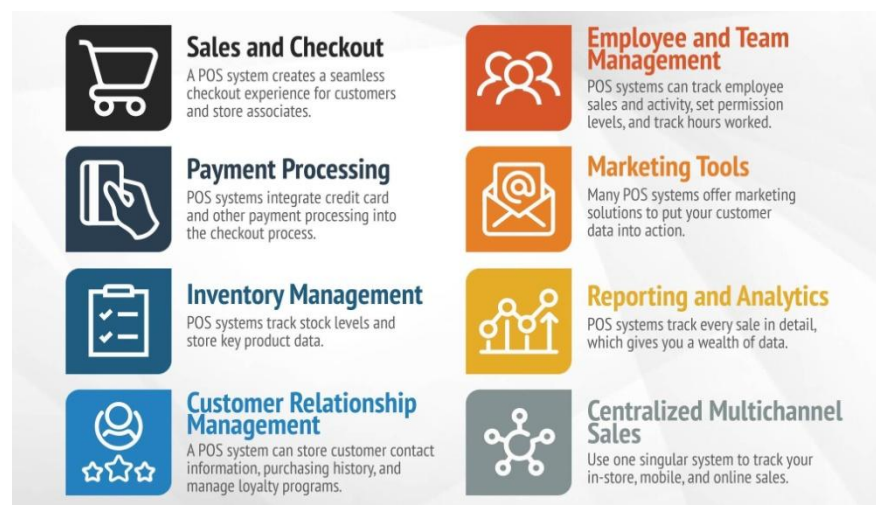 Sales and Checkout
A POS system creates a seamless
checkout experience for customers
and store associates.
Payment Processing
POS systems integrate credit card
and other payment processing into
the checkout process.
Inventory Management
POS systems track stock levels and
store key product data.
Customer Relationship
Management
A POS system can store customer contact
information, purchasing history, and
manage loyalty programs.
Employee and Team
Management
POS systems can track employee
sales and activity, set permission
levels, and track hours worked.
Marketing Tools
Many POS systems offer marketing
solutions to put your customer
data into action.
Reporting and Analytics
POS systems track every sale in detail,
which gives you a wealth of data.
Centralized Multichannel
Sales
Use one singular system to track your
in-store, mobile, and online sales.